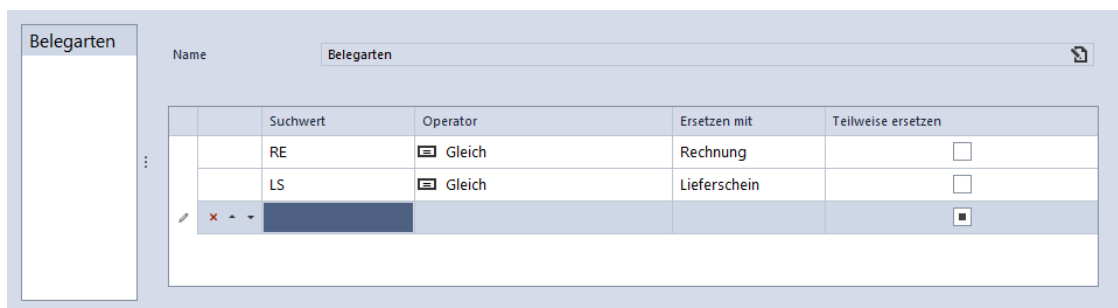 Belegarten
Name Belegarten
Suchwert Operator Ersetzen mit Teilweise ersetzen
RE Gleich Rechnung
LS Gleich Lieferschein